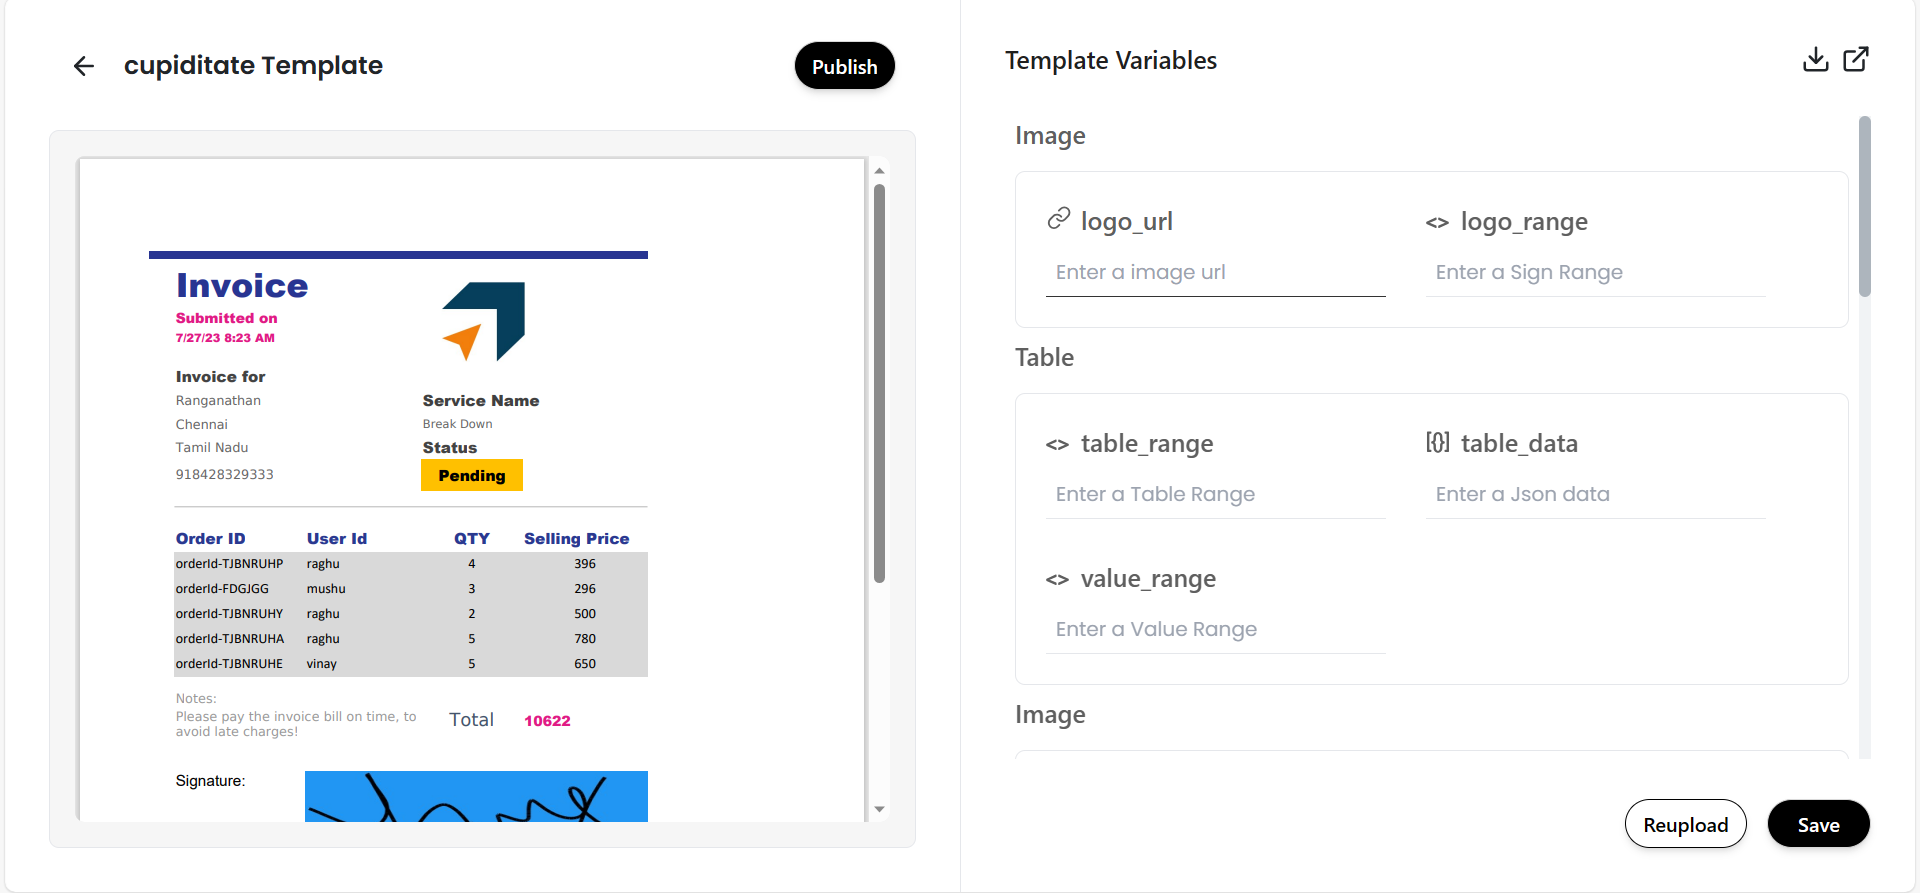 cupiditate Template
Publish
Invoice
Submitted on
7/27/23 8:23 AM
Invoice for
Ranganathan
Chennai
Tamil Nadu
918428329333
Service Name
Break Down
Status
Pending
Order ID User Id QTY Selling Price
orderId-TJBNRUHP raghu 4 396
orderId-FDGJGG mushu 3 296
orderId-TJBNRUHY raghu 2 500
orderId-TJBNRUHA raghu 5 780
orderId-TJBNRUHE vinay 5 650
Notes:
Please pay the invoice bill on time, to
avoid late charges!
Total 10622
Signature:
Template Variables
Image
logo_url
Enter a image url
<> logo_range
Enter a Sign Range
Table
<> table_range
Enter a Table Range
[{}] table_data
Enter a Json data
<> value_range
Enter a Value Range
Image
Reupload
Save